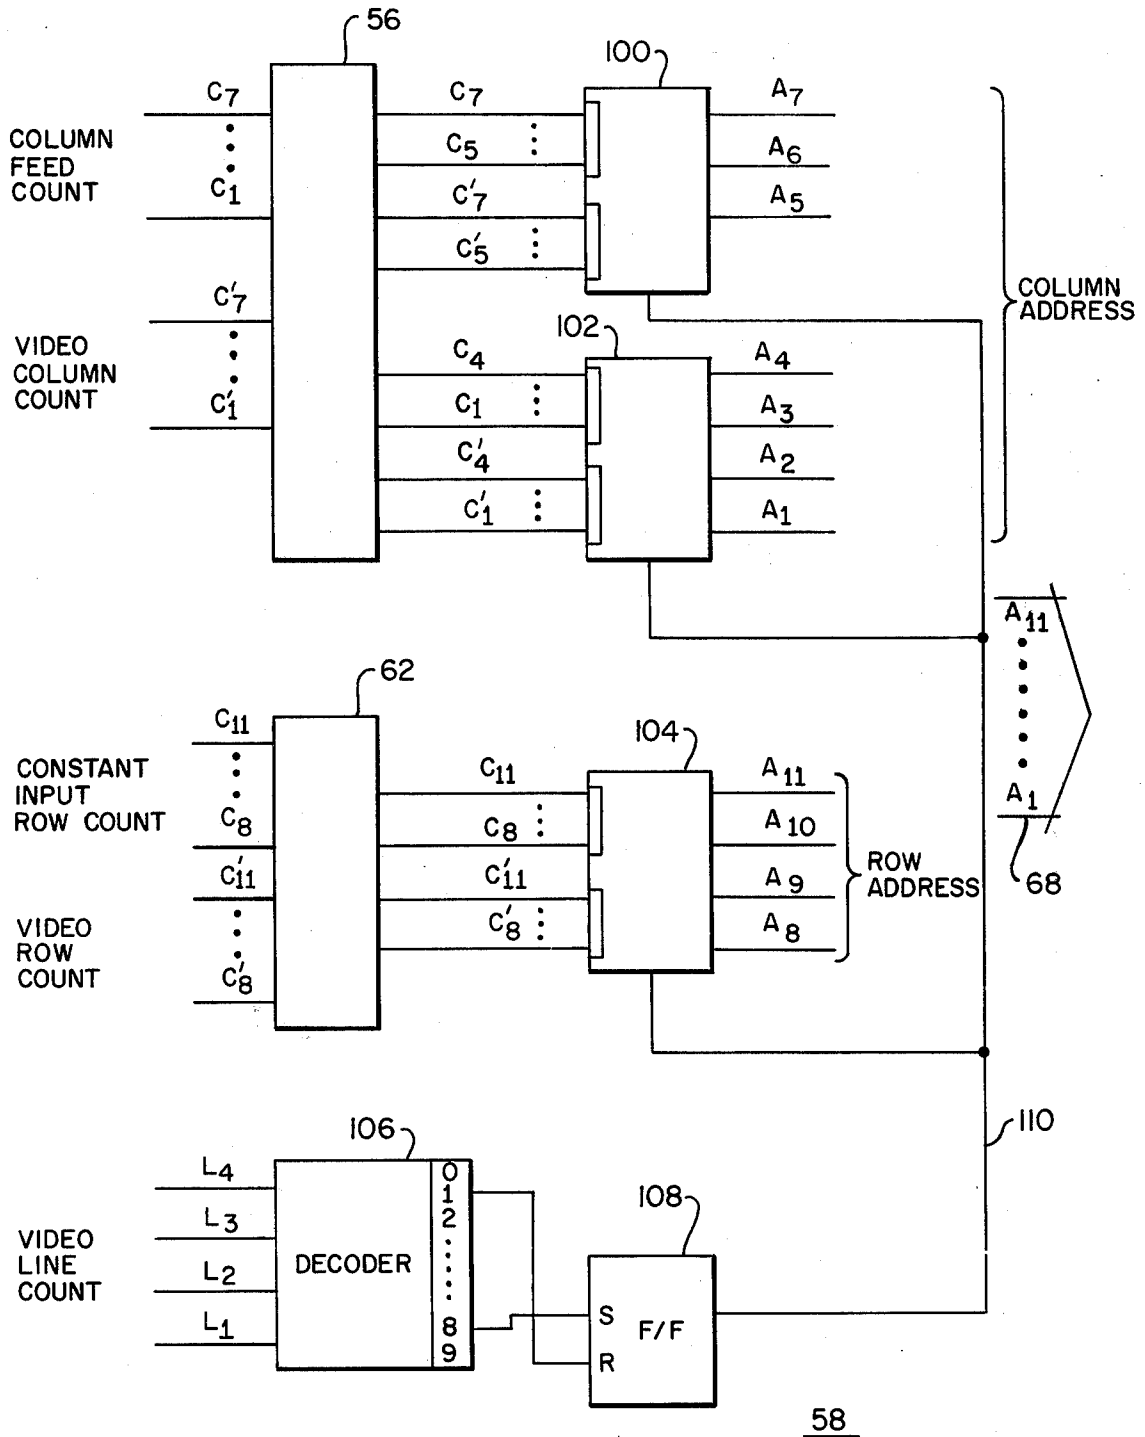 56
100
C7
C7
A7
COLUMN
FEED
COUNT
C5
A6
C1
C'7
A5
C'5
COLUMN
ADDRESS
C'7
102
VIDEO
COLUMN
COUNT
C4
A4
C'1
C1
A3
C'4
A2
C'1
A1
A11
62
C11
104
CONSTANT
INPUT
ROW COUNT
C11
A11
A1
C8
C8
A10
ROW
ADDRESS
68
C'11
C'11
A9
VIDEO
ROW
COUNT
C'8
A8
C'8
110
106
L4
0
1
108
L3
2
VIDEO
LINE
COUNT
DECODER
L2
S
L1
8
F/F
9
R
58